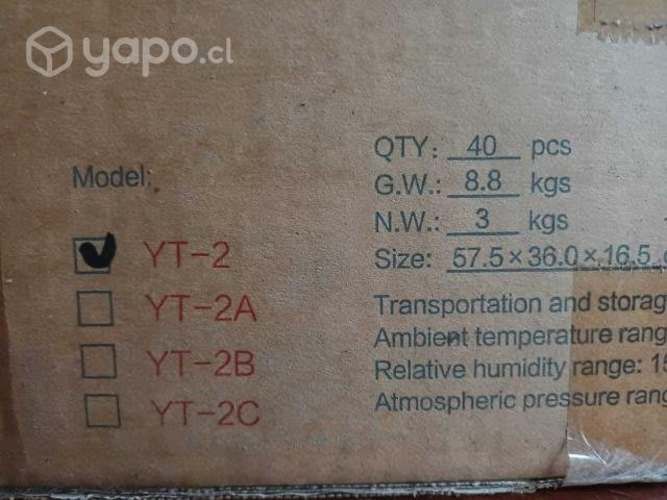 yapo.cl
Model:
YT-2
YT-2A
YT-2B
YT-2C
QTY: 40 pcs
G.W.: 8.8 kgs
N.W.: 3 kgs
Size: 57.5×36.0×16.5
Transportation and storag
Ambient temperature rang
Relative humidity range: 15
Atmospheric pressure rang